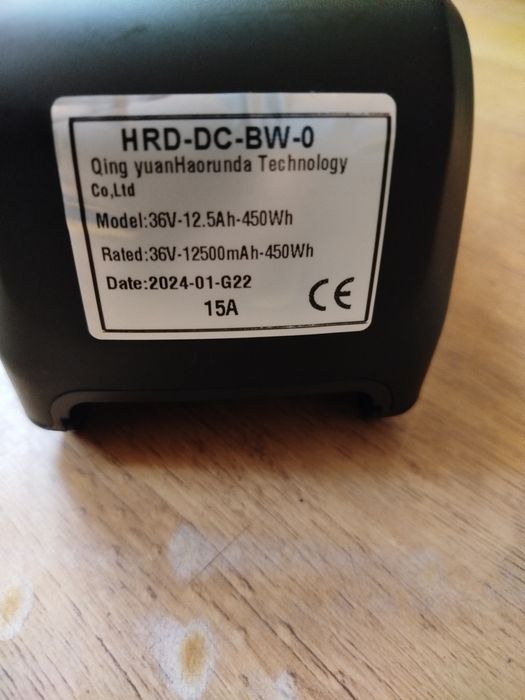 HRD-DC-BW-0
Qing yuanHaorunda Technology
Co,Ltd
Model:36V-12.5Ah-450Wh
Rated:36V-12500mAh-450Wh
Date:2024-01-G22
15A
CE